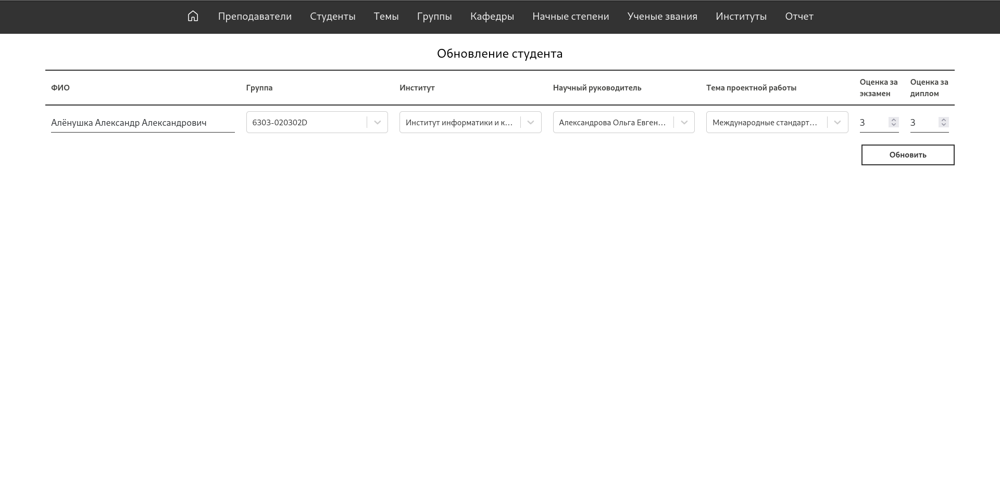 Преподаватели Студенты Темы Группы Кафедры Начные степени Ученые звания Институты Отчет
Обновление студента
ФИО Группа Институт Научный руководитель Тема проектной работы Оценка за экзамен Оценка за диплом
Алёнушка Александр Александрович 6303-020302D Институт информатики и к... Александрова Ольга Евген... Международные стандарт... 3 3
Обновить